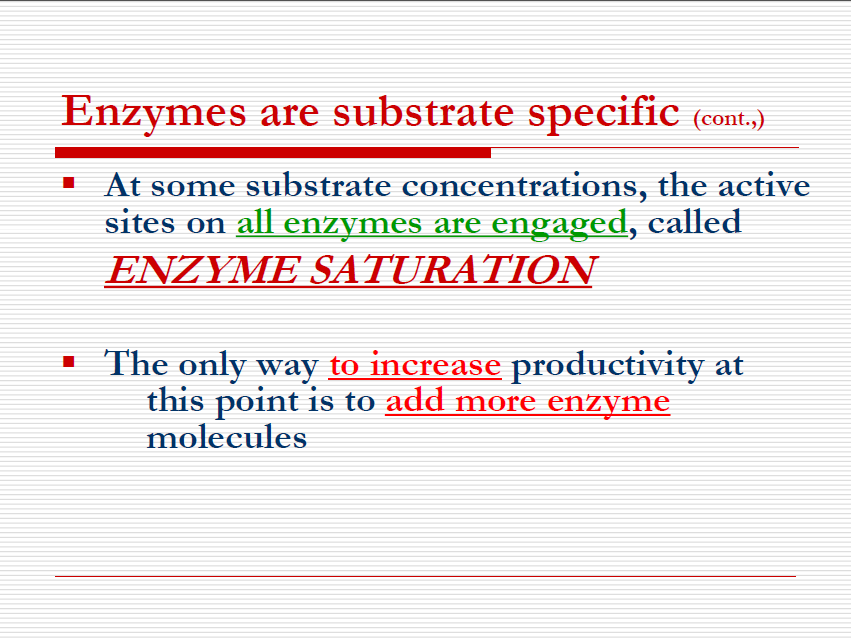 Enzymes are substrate specific (cont.,)
▪ At some substrate concentrations, the active
sites on all enzymes are engaged, called
ENZYME SATURATION
▪ The only way to increase productivity at
this point is to add more enzyme
molecules